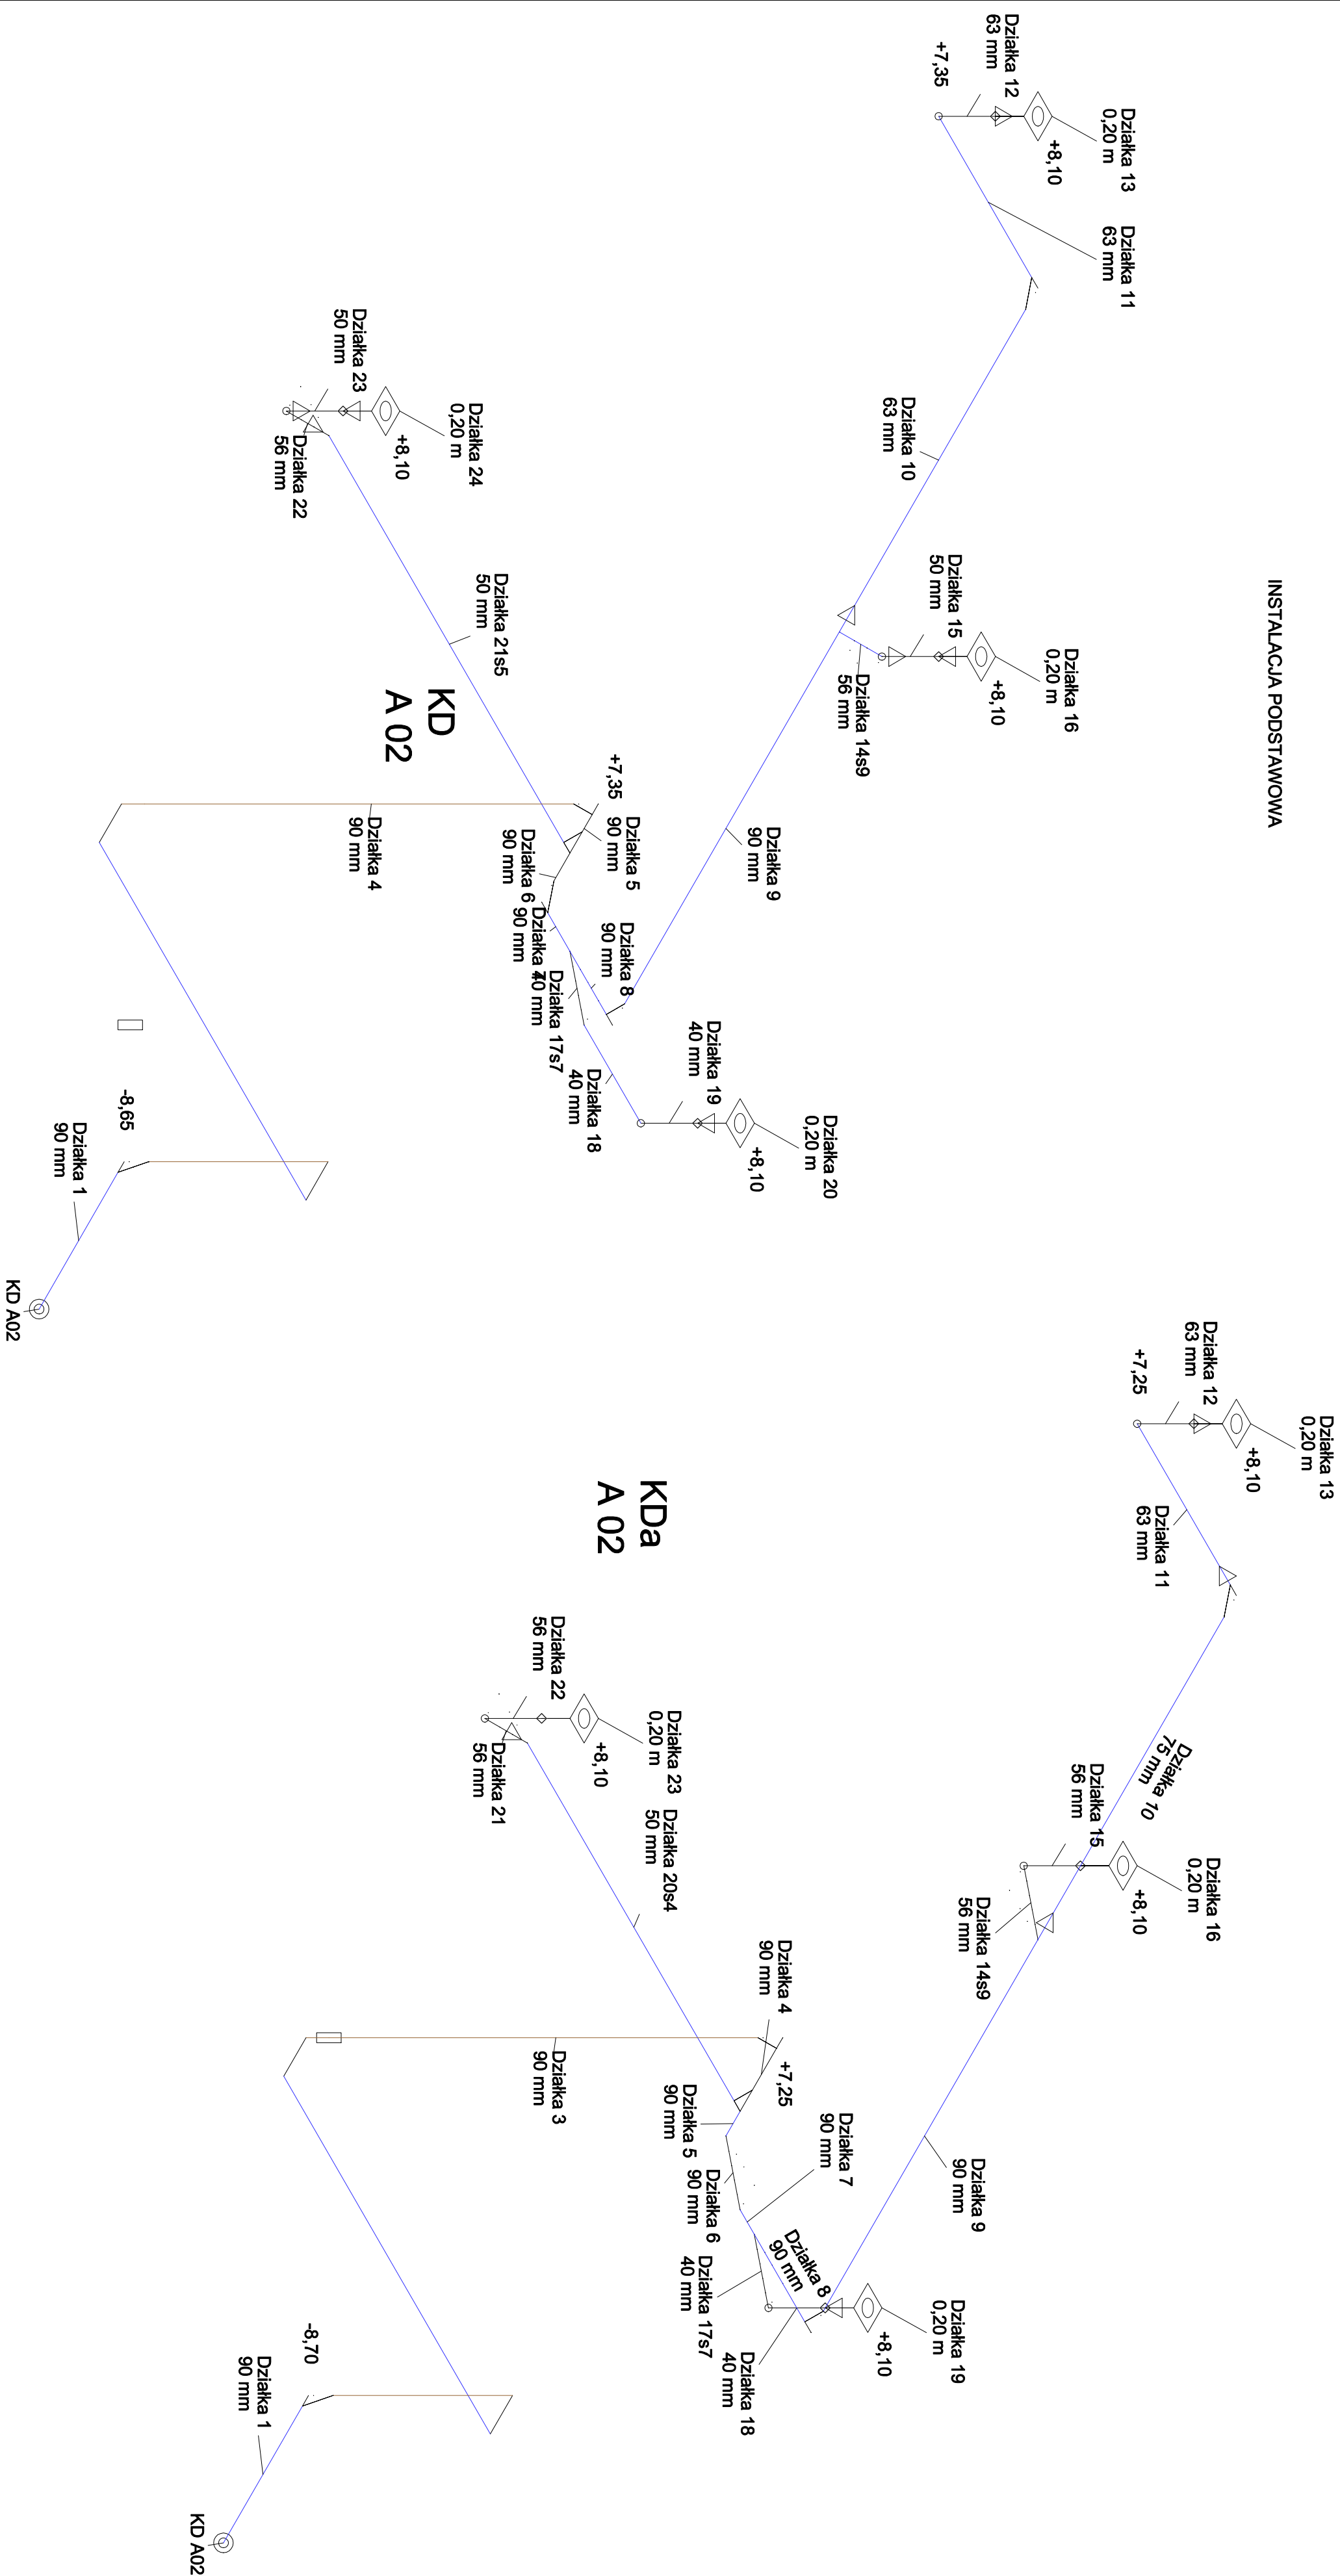 INSTALACJA PODSTAWOWA
Działka 13
0,20 m
Działka 12
63 mm
+8,10
+7,35
Działka 11
63 mm
Działka 10
63 mm
Działka 16
0,20 m
Działka 15
50 mm
+8,10
Działka 14s9
56 mm
Działka 9
90 mm
Działka 24
0,20 m
Działka 23
50 mm
+8,10
Działka 22
56 mm
Działka 21s5
50 mm
KD
A 02
+7,35
Działka 5
90 mm
Działka 6
90 mm
Działka 4
90 mm
Działka 7
90 mm
Działka 8
90 mm
Działka 17s7
40 mm
Działka 18
40 mm
Działka 19
40 mm
Działka 20
0,20 m
+8,10
-8,65
Działka 1
90 mm
KD A02
Działka 13
0,20 m
Działka 12
63 mm
+8,10
+7,25
Działka 11
63 mm
Działka 10
75 mm
Działka 16
0,20 m
Działka 15
56 mm
+8,10
Działka 14s9
56 mm
Działka 9
90 mm
KDa
A 02
Działka 23
0,20 m
Działka 22
56 mm
+8,10
Działka 21
56 mm
Działka 20s4
50 mm
Działka 4
90 mm
+7,25
Działka 3
90 mm
Działka 5
90 mm
Działka 6
90 mm
Działka 7
90 mm
Działka 8
90 mm
Działka 17s7
40 mm
Działka 18
40 mm
Działka 19
0,20 m
+8,10
-8,70
Działka 1
90 mm
KD A02